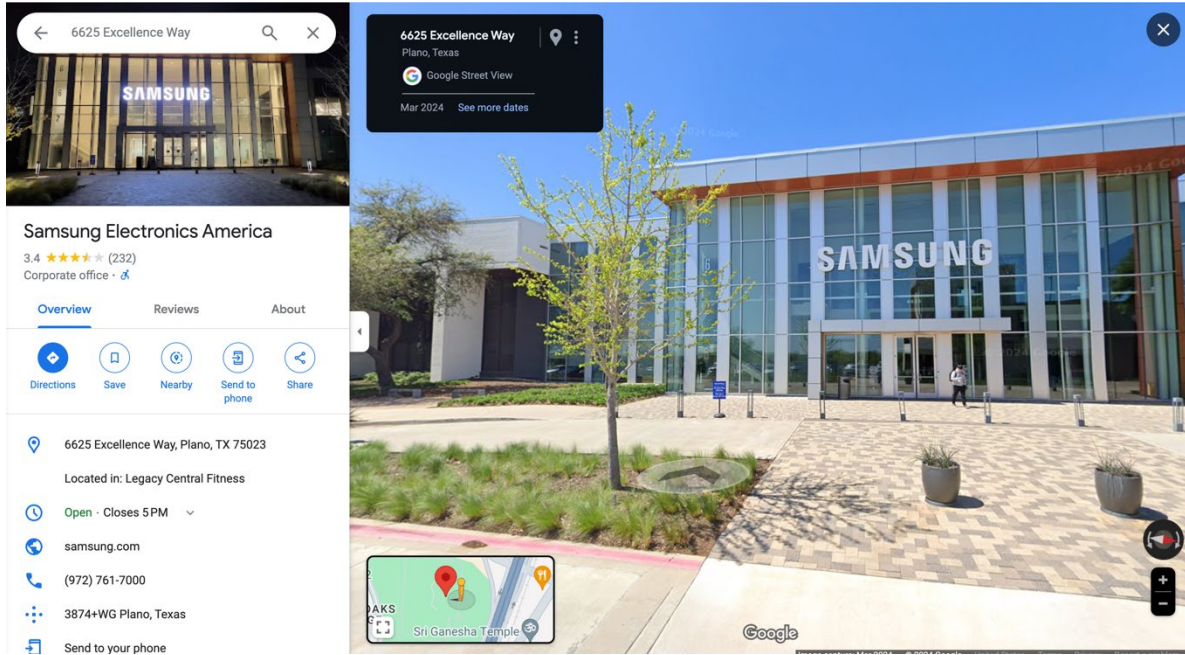 6625 Excellence Way
SAMSUNG
Samsung Electronics America
3.4 (232)
Corporate office ·
Overview Reviews About
Directions Save Nearby Send to phone Share
6625 Excellence Way, Plano, TX 75023
Located in: Legacy Central Fitness
Open · Closes 5 PM
samsung.com
(972) 761-7000
3874+WG Plano, Texas
Send to your phone
6625 Excellence Way
Plano, Texas
Google Street View
Mar 2024 See more dates
SAMSUNG
6
OAKS
Sri Ganesha Temple
Google